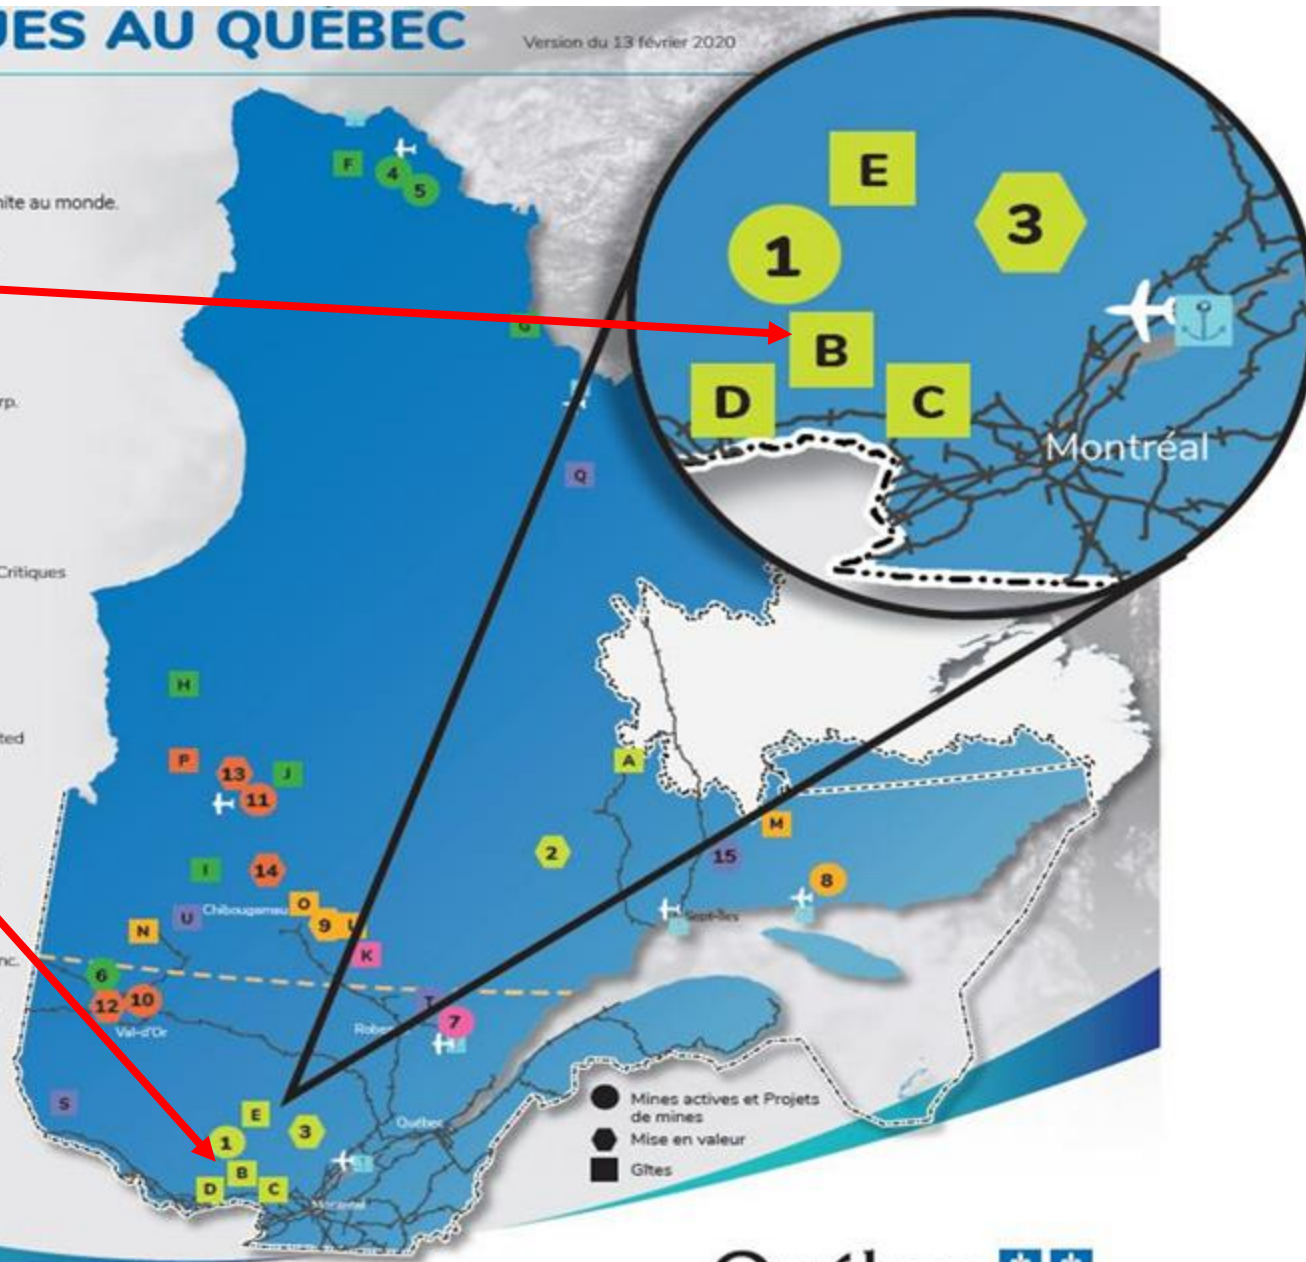 UES AU QUÉBEC
Version du 13 février 2020
nite au monde.
rp.
Critiques
ted
nc.
E
1
3
B
D
C
Montréal
F
4
5
G
Q
H
P
13
J
11
A
M
2
15
I
14
8
U
Chibougamau
O
9
L
N
Sept-Îles
K
6
12
10
T
7
Val-d'Or
Rober
S
E
1
3
Québec
B
D
C
Montréal
Mines actives et Projets
de mines
Mise en valeur
Gîtes